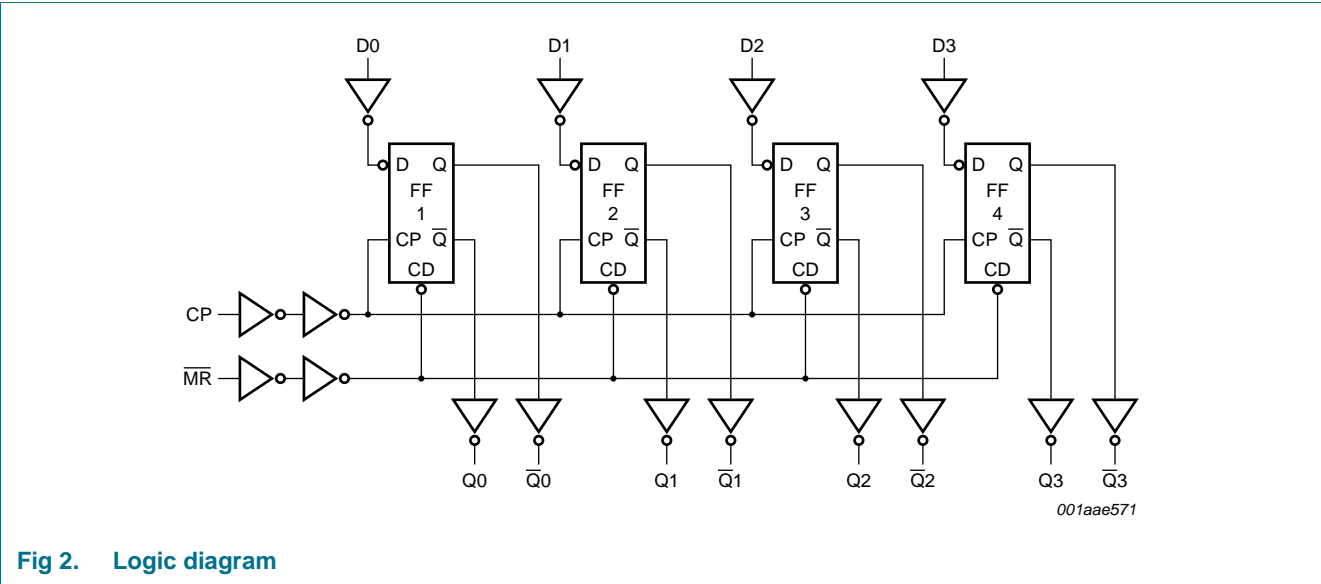 D0 D1 D2 D3
D Q D Q D Q D Q
FF FF FF FF
1 2 3 4
CP Q̅ CP Q̅ CP Q̅ CP Q̅
CD CD CD CD
CP
M̅R̅
Q0 Q̅0 Q1 Q̅1 Q2 Q̅2 Q3 Q̅3
001aae571
Fig 2. Logic diagram